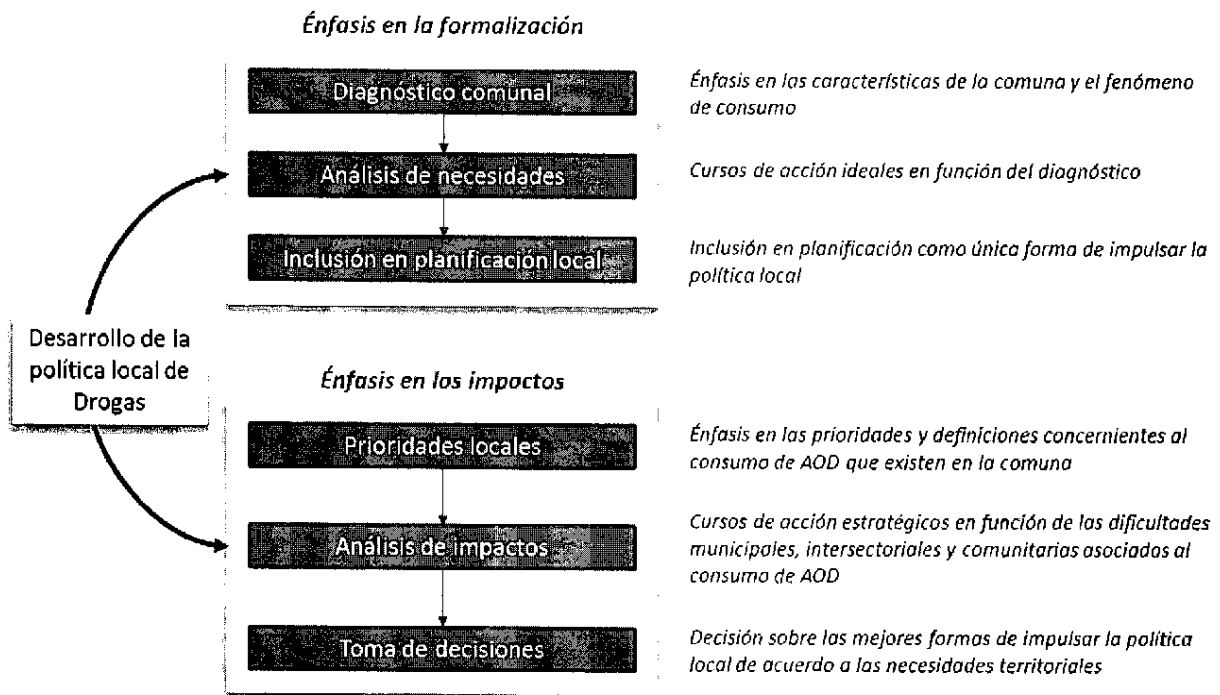 Énfasis en la formalización
Diagnóstico comunal
Énfasis en las características de la comuna y el fenómeno
de consumo
Análisis de necesidades
Cursos de acción ideales en función del diagnóstico
Inclusión en planificación local
Inclusión en planificación como única forma de impulsar la
política local
Desarrollo de la
política local de
Drogas
Énfasis en los impactos
Prioridades locales
Énfasis en las prioridades y definiciones concernientes al
consumo de AOD que existen en la comuna
Análisis de impactos
Cursos de acción estratégicos en función de las dificultades
municipales, intersectoriales y comunitarias asociadas al
consumo de AOD
Toma de decisiones
Decisión sobre las mejores formas de impulsar la política
local de acuerdo a las necesidades territoriales